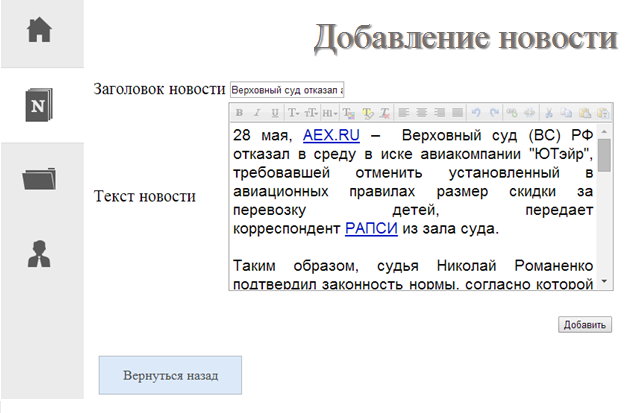 Добавление новости
Заголовок новости Верховный суд отказал
28 мая, AEX.RU – Верховный суд (ВС) РФ
отказал в среду в иске авиакомпании "ЮТэйр",
требовавшей отменить установленный в
авиационных правилах размер скидки за
перевозку детей, передает
корреспондент РАПСИ из зала суда.
Текст новости
Таким образом, судья Николай Романенко
подтвердил законность нормы, согласно которой
Добавить
Вернуться назад
N